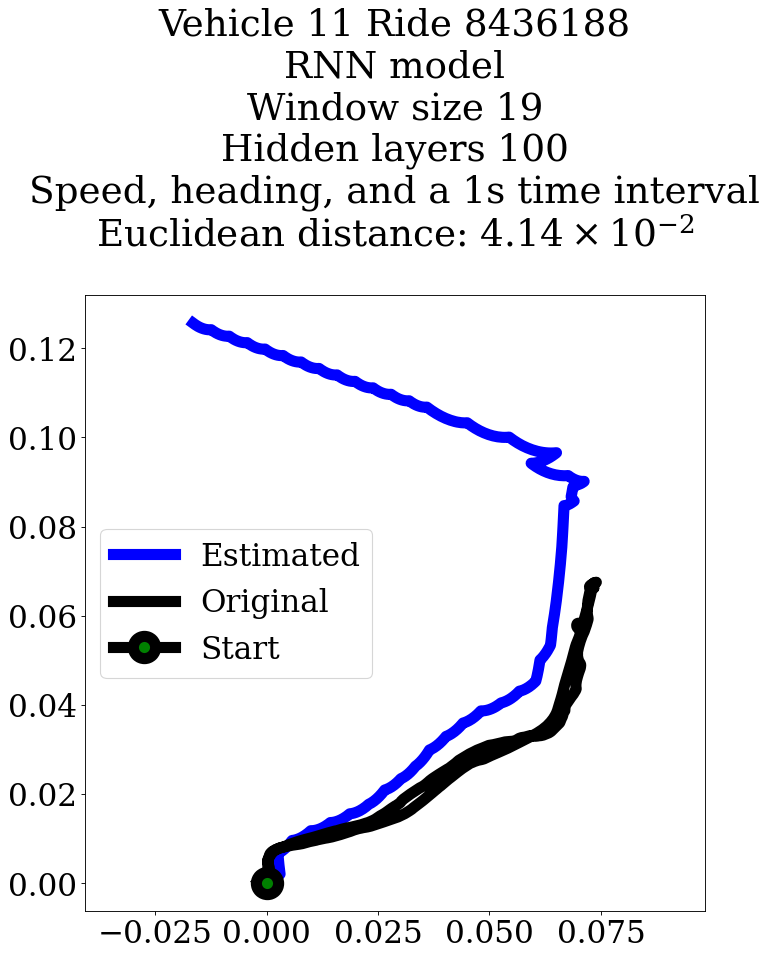 Vehicle 11 Ride 8436188
RNN model
Window size 19
Hidden layers 100
Speed, heading, and a 1s time interval
Euclidean distance: 4.14 × 10⁻²
0.12
0.10
0.08
0.06
0.04
0.02
0.00
Estimated
Original
Start
−0.025 0.000 0.025 0.050 0.075